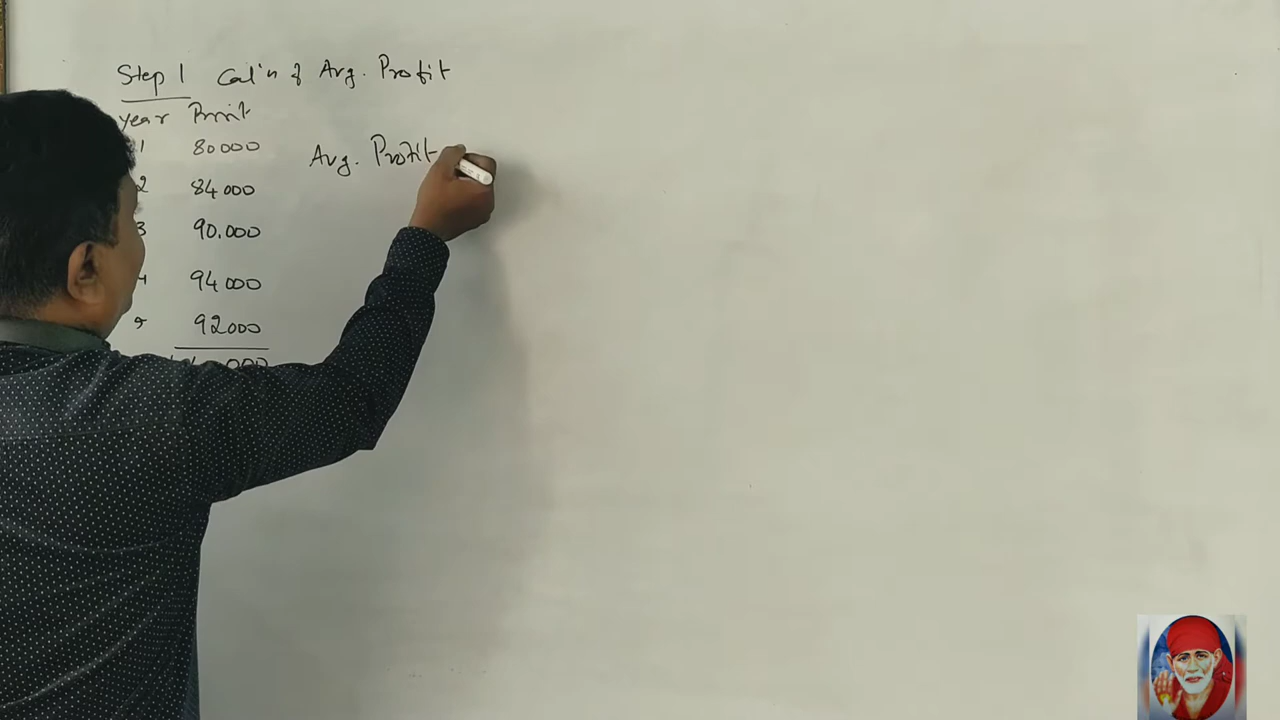 Step 1 Cal'n of Avg. Profit
Year Profit
1 80000
2 84000
3 90,000
4 94000
5 92000
000
Avg. Profit